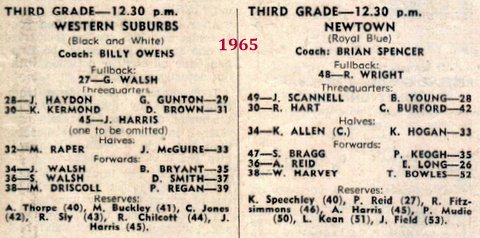 THIRD GRADE—12.30 p.m.
WESTERN SUBURBS
(Black and White)
Coach: BILLY OWENS
Fullback:
27—G. WALSH
Threequarters:
28—J. HAYDON G. GUNTON—29
30—K. KERMOND D. BROWN—31
45—J. HARRIS
(one to be omitted)
Halves:
32—M. RAPER J. McGUIRE—33
Forwards:
34—J. WALSH B. BRYANT—35
36—S. WALSH D. SMITH—37
38—M. DRISCOLL P. REGAN—39
Reserves:
A. Thorpe (40), M. Buckley (41), C. Jones
(42), R. Sly (43), R. Chilcott (44), J.
Harris (45).
1965
THIRD GRADE—12.30 p.m.
NEWTOWN
(Royal Blue)
Coach: BRIAN SPENCER
Fullback:
48—R. WRIGHT
Threequarters:
49—J. SCANNELL B. YOUNG—28
30—R. HART C. BURFORD—42
Halves:
34—K. ALLEN (C.) K. HOGAN—33
Forwards:
47—S. BRAGG P. KEOGH—35
36—A. REID E. LONG—26
38—W. HARVEY T. BOWLES—52
Reserves:
K. Speechley (40), P. Reid (27), R. Fitz-
simmons (46), A. Harris (45), P. Mudie
(50), L. Kean (51), J. Field (53).